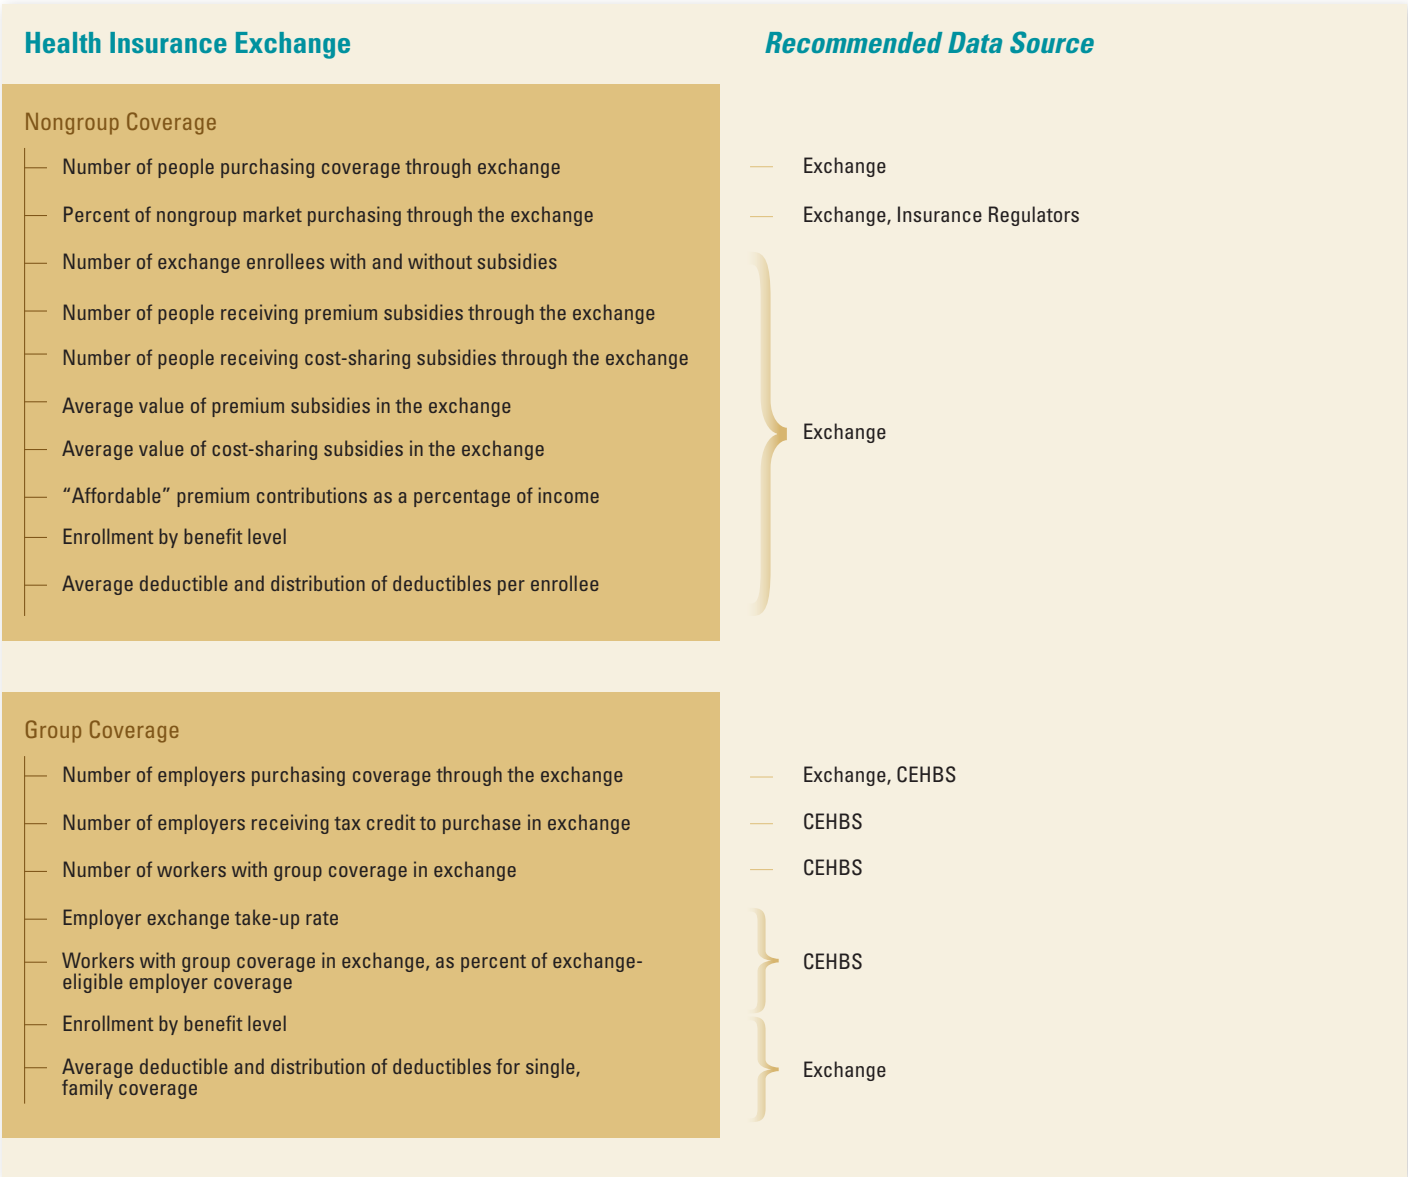 Health Insurance Exchange
Recommended Data Source
Nongroup Coverage
Number of people purchasing coverage through exchange
Exchange
Percent of nongroup market purchasing through the exchange
Exchange, Insurance Regulators
Number of exchange enrollees with and without subsidies
Number of people receiving premium subsidies through the exchange
Number of people receiving cost-sharing subsidies through the exchange
Average value of premium subsidies in the exchange
Average value of cost-sharing subsidies in the exchange
“Affordable” premium contributions as a percentage of income
Enrollment by benefit level
Average deductible and distribution of deductibles per enrollee
Exchange
Group Coverage
Number of employers purchasing coverage through the exchange
Exchange, CEHBS
Number of employers receiving tax credit to purchase in exchange
CEHBS
Number of workers with group coverage in exchange
CEHBS
Employer exchange take-up rate
Workers with group coverage in exchange, as percent of exchange-
eligible employer coverage
CEHBS
Enrollment by benefit level
Average deductible and distribution of deductibles for single,
family coverage
Exchange